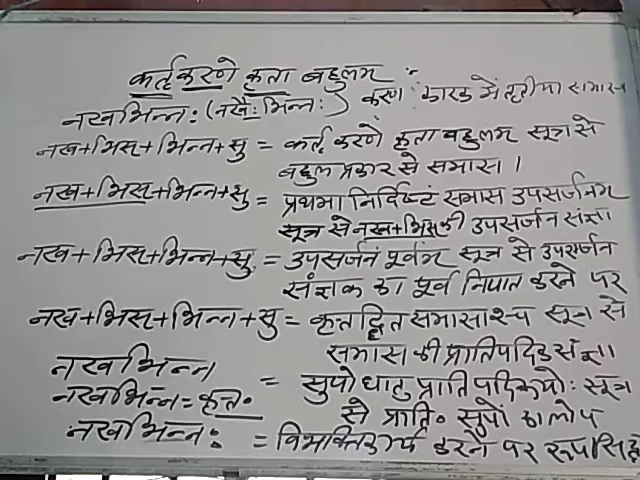 कर्तृकरणे कृता बहुलम् :
नखभिन्न: (नखै: भिन्न:) करण कारक में तृतीया समास
नख+भिस्+भिन्न+सु = कर्तृकरणे कृता बहुलम् सूत्र से
बहुल प्रकार से समास।
नख+भिस्+भिन्न+सु = प्रथमा निर्दिष्टं समास उपसर्जनम्
सूत्र से नख+भिस् की उपसर्जन संज्ञा
नख+भिस्+भिन्न+सु = उपसर्जनं पूर्वम् सूत्र से उपसर्जन
संज्ञक का पूर्व निपात करने पर
नख+भिस्+भिन्न+सु = कृत्तद्धित समासाश्च सूत्र से
समास की प्रातिपदिक संज्ञा
नखभिन्न
नखभिन्न = कृत्त॰ = सुपो धातु प्रातिपदिकयो: सूत्र
से प्राति॰ सुपों का लोप
नखभिन्न: = विभक्तिकार्य करने पर रूपसि